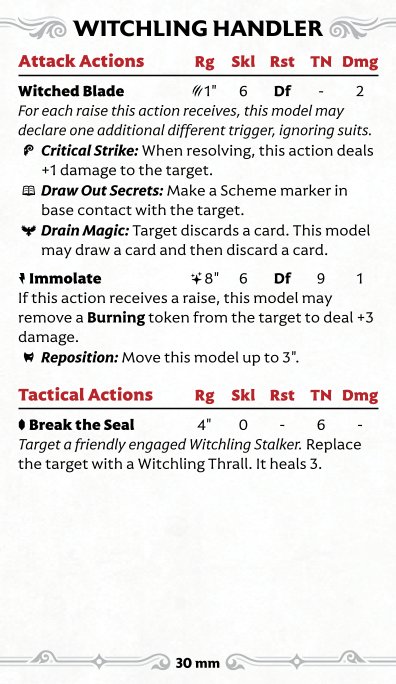 WITCHLING HANDLER
Attack Actions Rg Skl Rst TN Dmg
Witched Blade 1" 6 Df - 2
For each raise this action receives, this model may
declare one additional different trigger, ignoring suits.
Critical Strike: When resolving, this action deals
+1 damage to the target.
Draw Out Secrets: Make a Scheme marker in
base contact with the target.
Drain Magic: Target discards a card. This model
may draw a card and then discard a card.
Immolate 8" 6 Df 9 1
If this action receives a raise, this model may
remove a Burning token from the target to deal +3
damage.
Reposition: Move this model up to 3".
Tactical Actions Rg Skl Rst TN Dmg
Break the Seal 4" 0 - 6 -
Target a friendly engaged Witchling Stalker. Replace
the target with a Witchling Thrall. It heals 3.
30 mm